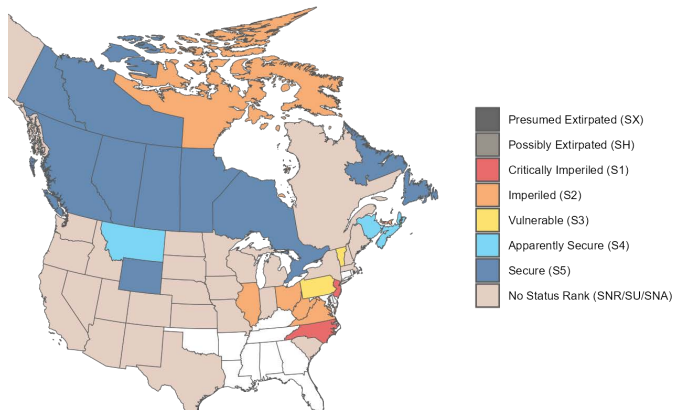 Presumed Extirpated (SX)
Possibly Extirpated (SH)
Critically Imperiled (S1)
Imperiled (S2)
Vulnerable (S3)
Apparently Secure (S4)
Secure (S5)
No Status Rank (SNR/SU/SNA)